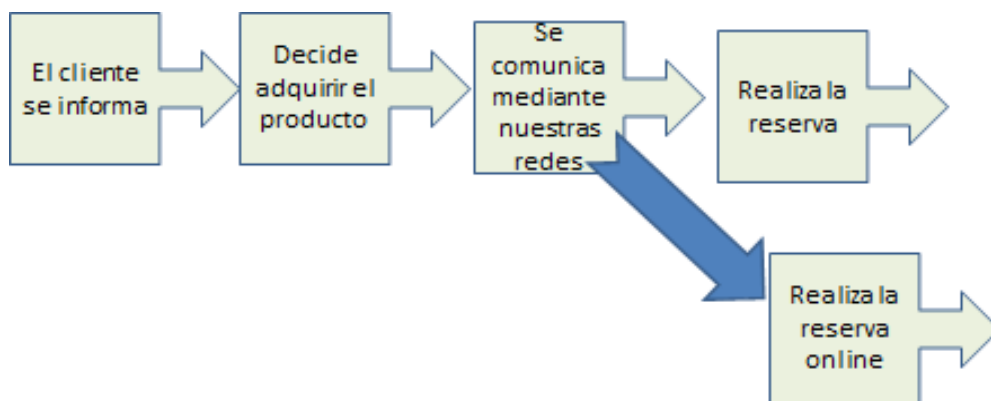 El cliente
se informa
Decide
adquirir el
producto
Se
comunica
mediante
nuestras
redes
Realiza la
reserva
Realiza la
reserva
online